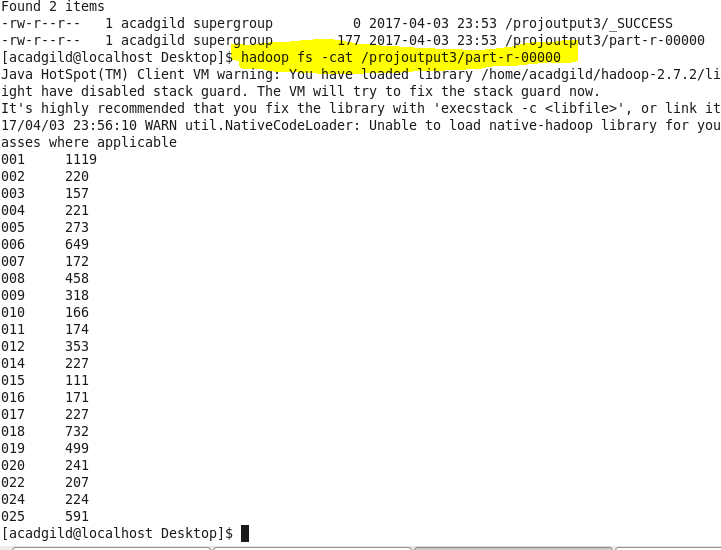 Found 2 items
-rw-r--r--   1 acadgild supergroup          0 2017-04-03 23:53 /projoutput3/_SUCCESS
-rw-r--r--   1 acadgild supergroup        177 2017-04-03 23:53 /projoutput3/part-r-00000
[acadgild@localhost Desktop]$ hadoop fs -cat /projoutput3/part-r-00000
Java HotSpot(TM) Client VM warning: You have loaded library /home/acadgild/hadoop-2.7.2/li
ight have disabled stack guard. The VM will try to fix the stack guard now.
It's highly recommended that you fix the library with 'execstack -c <libfile>', or link it
17/04/03 23:56:10 WARN util.NativeCodeLoader: Unable to load native-hadoop library for you
asses where applicable
001     1119
002     220
003     157
004     221
005     273
006     649
007     172
008     458
009     318
010     166
011     174
012     353
014     227
015     111
016     171
017     227
018     732
019     499
020     241
022     207
024     224
025     591
[acadgild@localhost Desktop]$